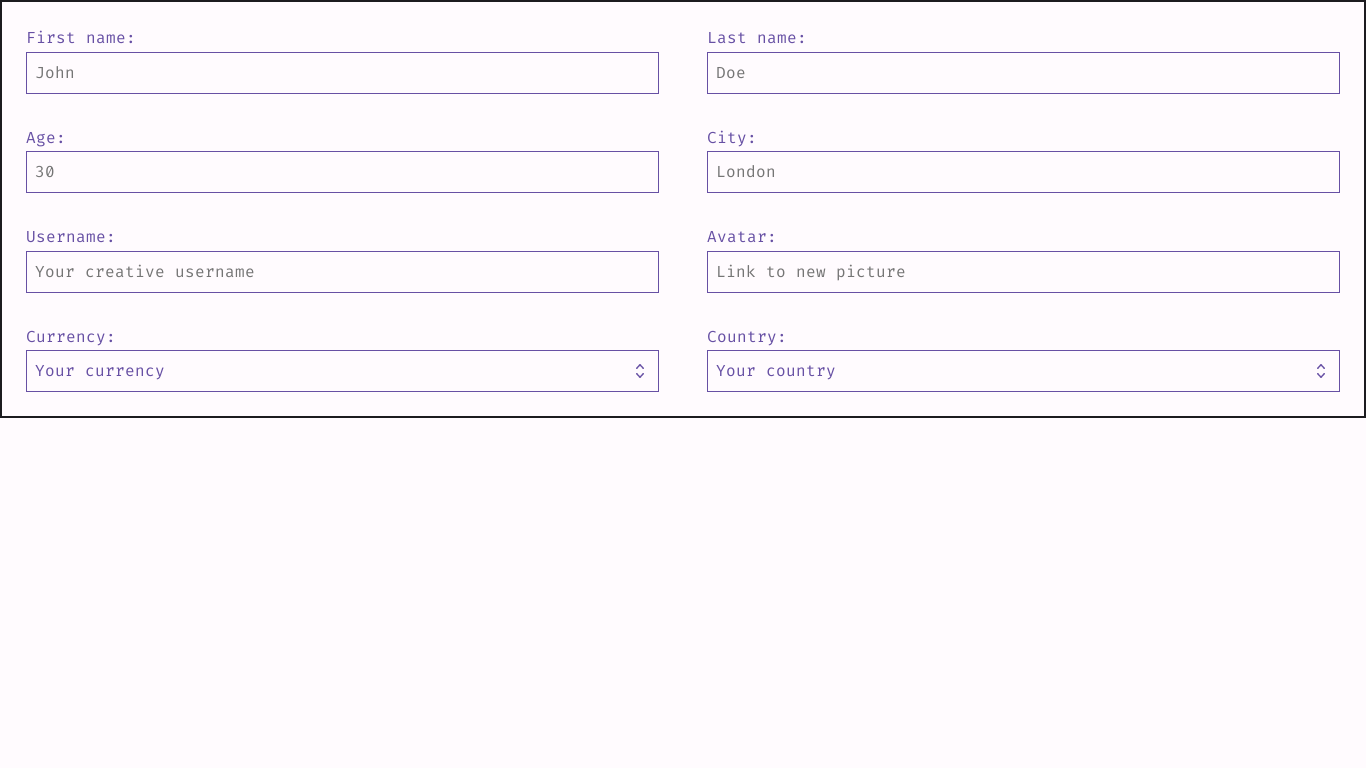 First name:
John
Last name:
Doe
Age:
30
City:
London
Username:
Your creative username
Avatar:
Link to new picture
Currency:
Your currency
Country:
Your country